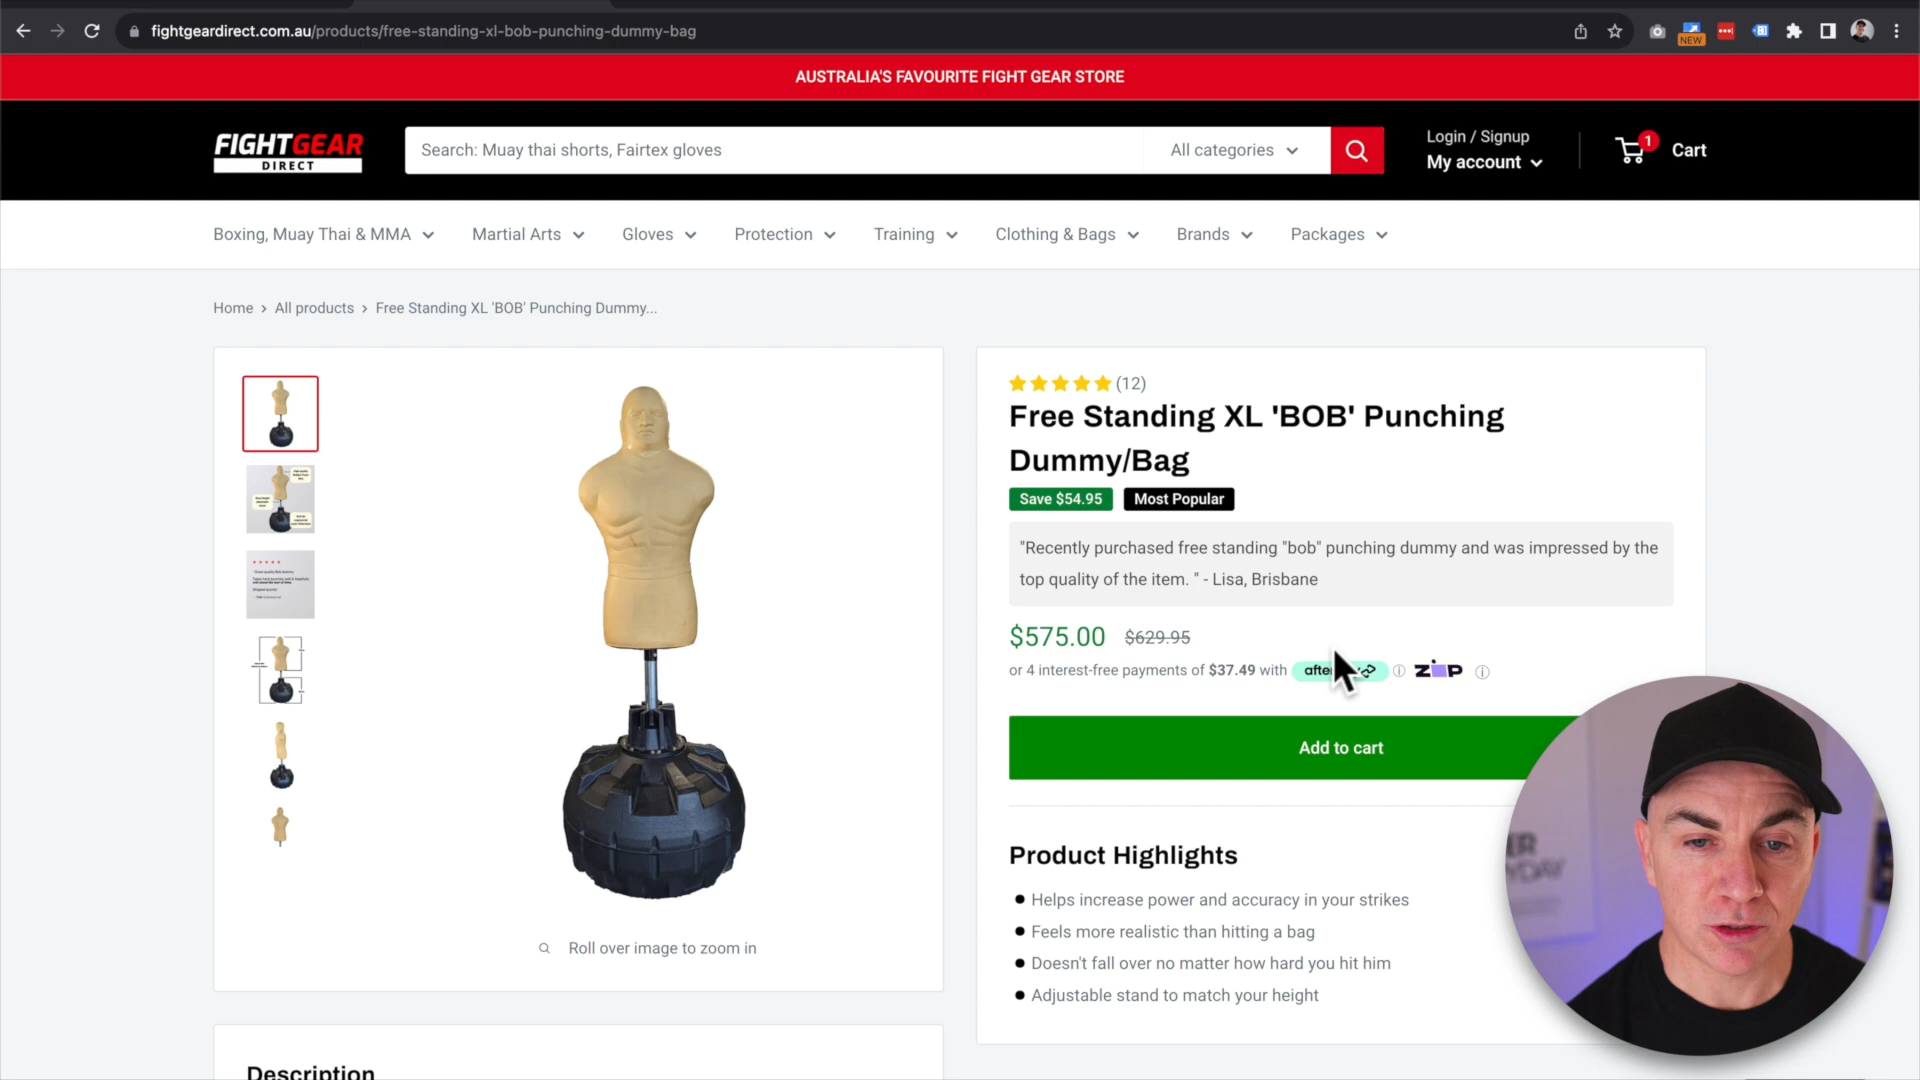 fightgeardirect.com.au/products/free-standing-xl-bob-punching-dummy-bag
NEW
AUSTRALIA'S FAVOURITE FIGHT GEAR STORE
FIGHTGEAR
DIRECT
Search: Muay thai shorts, Fairtex gloves
All categories
Login / Signup
My account
1
Cart
Boxing, Muay Thai & MMA
Martial Arts
Gloves
Protection
Training
Clothing & Bags
Brands
Packages
Home > All products > Free Standing XL 'BOB' Punching Dummy...
(12)
Free Standing XL 'BOB' Punching
Dummy/Bag
Save $54.95
Most Popular
"Recently purchased free standing "bob" punching dummy and was impressed by the
top quality of the item. " - Lisa, Brisbane
$575.00 $629.95
or 4 interest-free payments of $37.49 with
zip
Add to cart
Product Highlights
Helps increase power and accuracy in your strikes
Feels more realistic than hitting a bag
Doesn't fall over no matter how hard you hit him
Adjustable stand to match your height
Roll over image to zoom in
Description